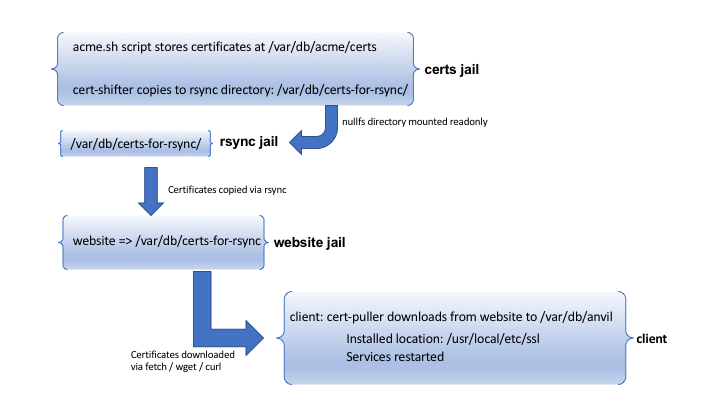 acme.sh script stores certificates at /var/db/acme/certs
certs jail
cert-shifter copies to rsync directory: /var/db/certs-for-rsync/
nullfs directory mounted readonly
/var/db/certs-for-rsync/
rsync jail
Certificates copied via rsync
website => /var/db/certs-for-rsync
website jail
client: cert-puller downloads from website to /var/db/anvil
Installed location: /usr/local/etc/ssl
client
Services restarted
Certificates downloaded
via fetch / wget / curl